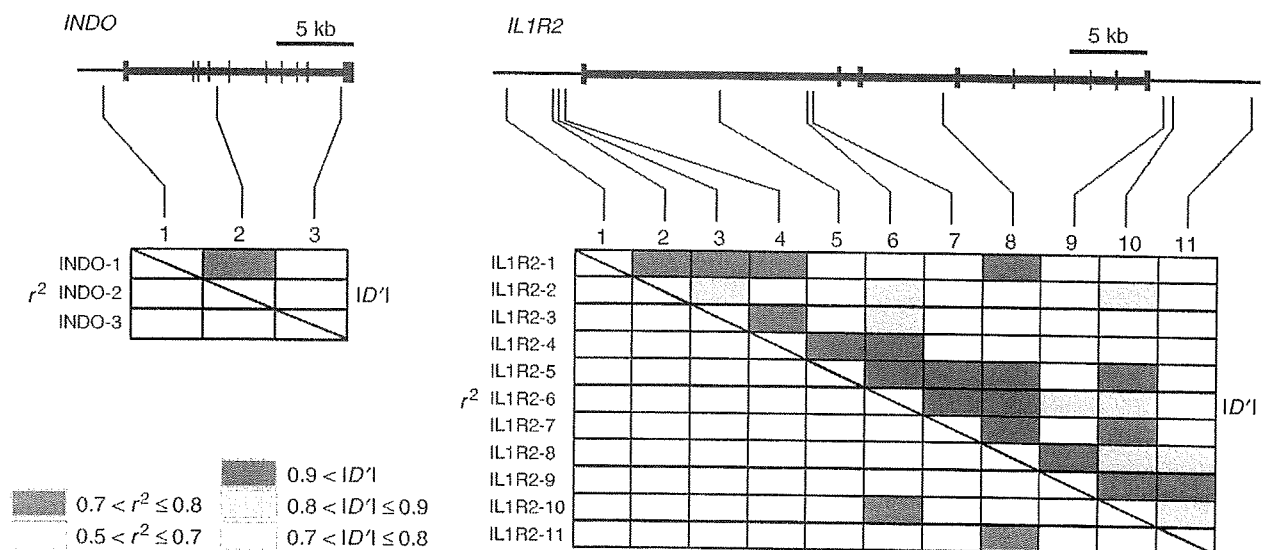 INDO
5 kb
IL1R2
5 kb
1 2 3
INDO-1
r² INDO-2 |D'|
INDO-3
1 2 3 4 5 6 7 8 9 10 11
IL1R2-1
IL1R2-2
IL1R2-3
IL1R2-4
IL1R2-5
r² IL1R2-6 |D'|
IL1R2-7
IL1R2-8
IL1R2-9
IL1R2-10
IL1R2-11
0.9 < |D'|
0.7 < r² ≤ 0.8
0.8 < |D'| ≤ 0.9
0.5 < r² ≤ 0.7
0.7 < |D'| ≤ 0.8